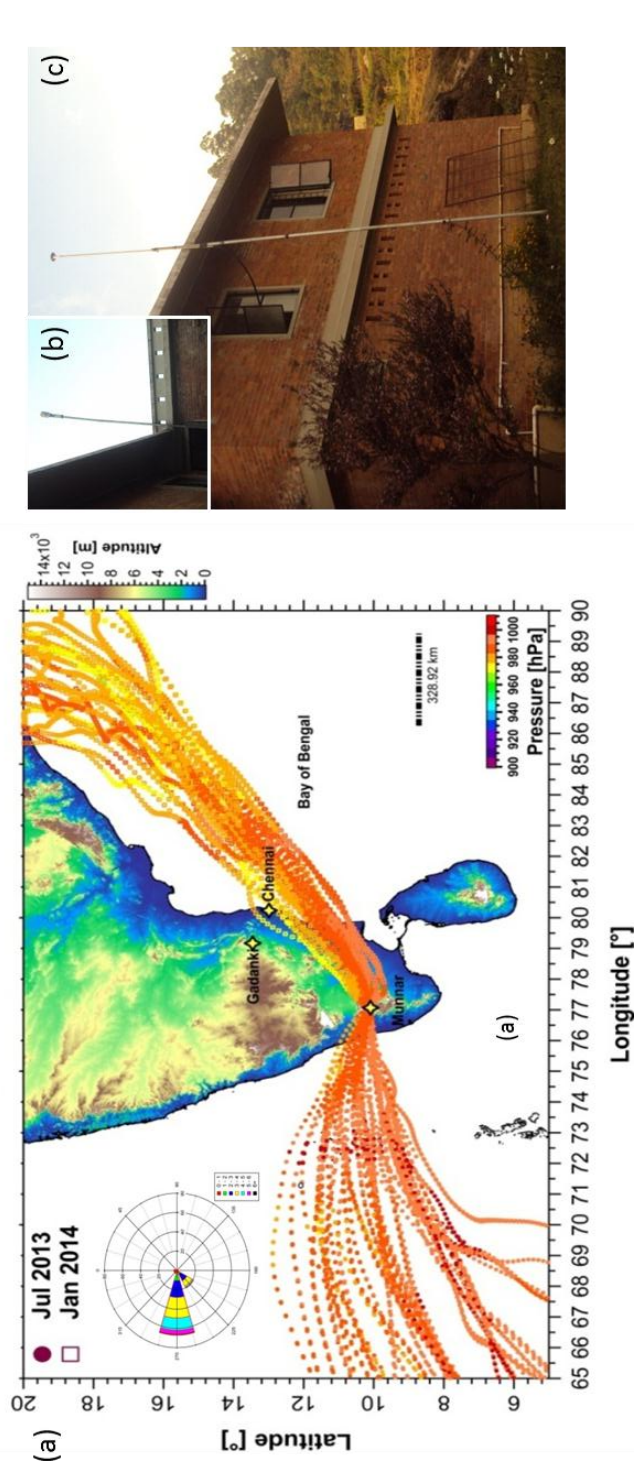 (a)
Jul 2013
Jan 2014
20
18
16
14
12
10
8
6
Latitude [°]
Gadanki
Chennai
Munnar
Bay of Bengal
(a)
328.92 km
900 920 940 960 980 1000
Pressure [hPa]
65 66 67 68 69 70 71 72 73 74 75 76 77 78 79 80 81 82 83 84 85 86 87 88 89 90
Longitude [°]
14x10³
12
10
8
6
4
2
0
Altitude [m]
(b)
(c)